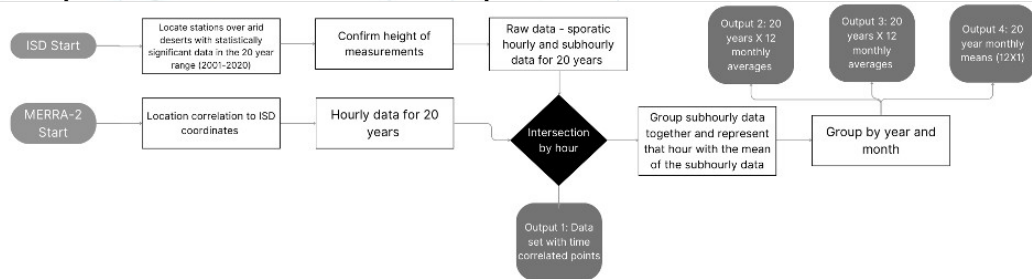 ISD Start
Locate stations over arid
deserts with statistically
significant data in the 20 year
range (2001-2020)
Confirm height of
measurements
Raw data - sporatic
hourly and subhourly
data for 20 years
MERRA-2
Start
Location correlation to ISD
coordinates
Hourly data for 20
years
Intersection
by hour
Output 1: Data
set with time
correlated points
Group subhourly data
together and represent
that hour with the mean
of the subhourly data
Group by year and
month
Output 2: 20
years X 12
monthly
averages
Output 3: 20
years X 12
monthly
averages
Output 4: 20
year monthly
means (12X1)